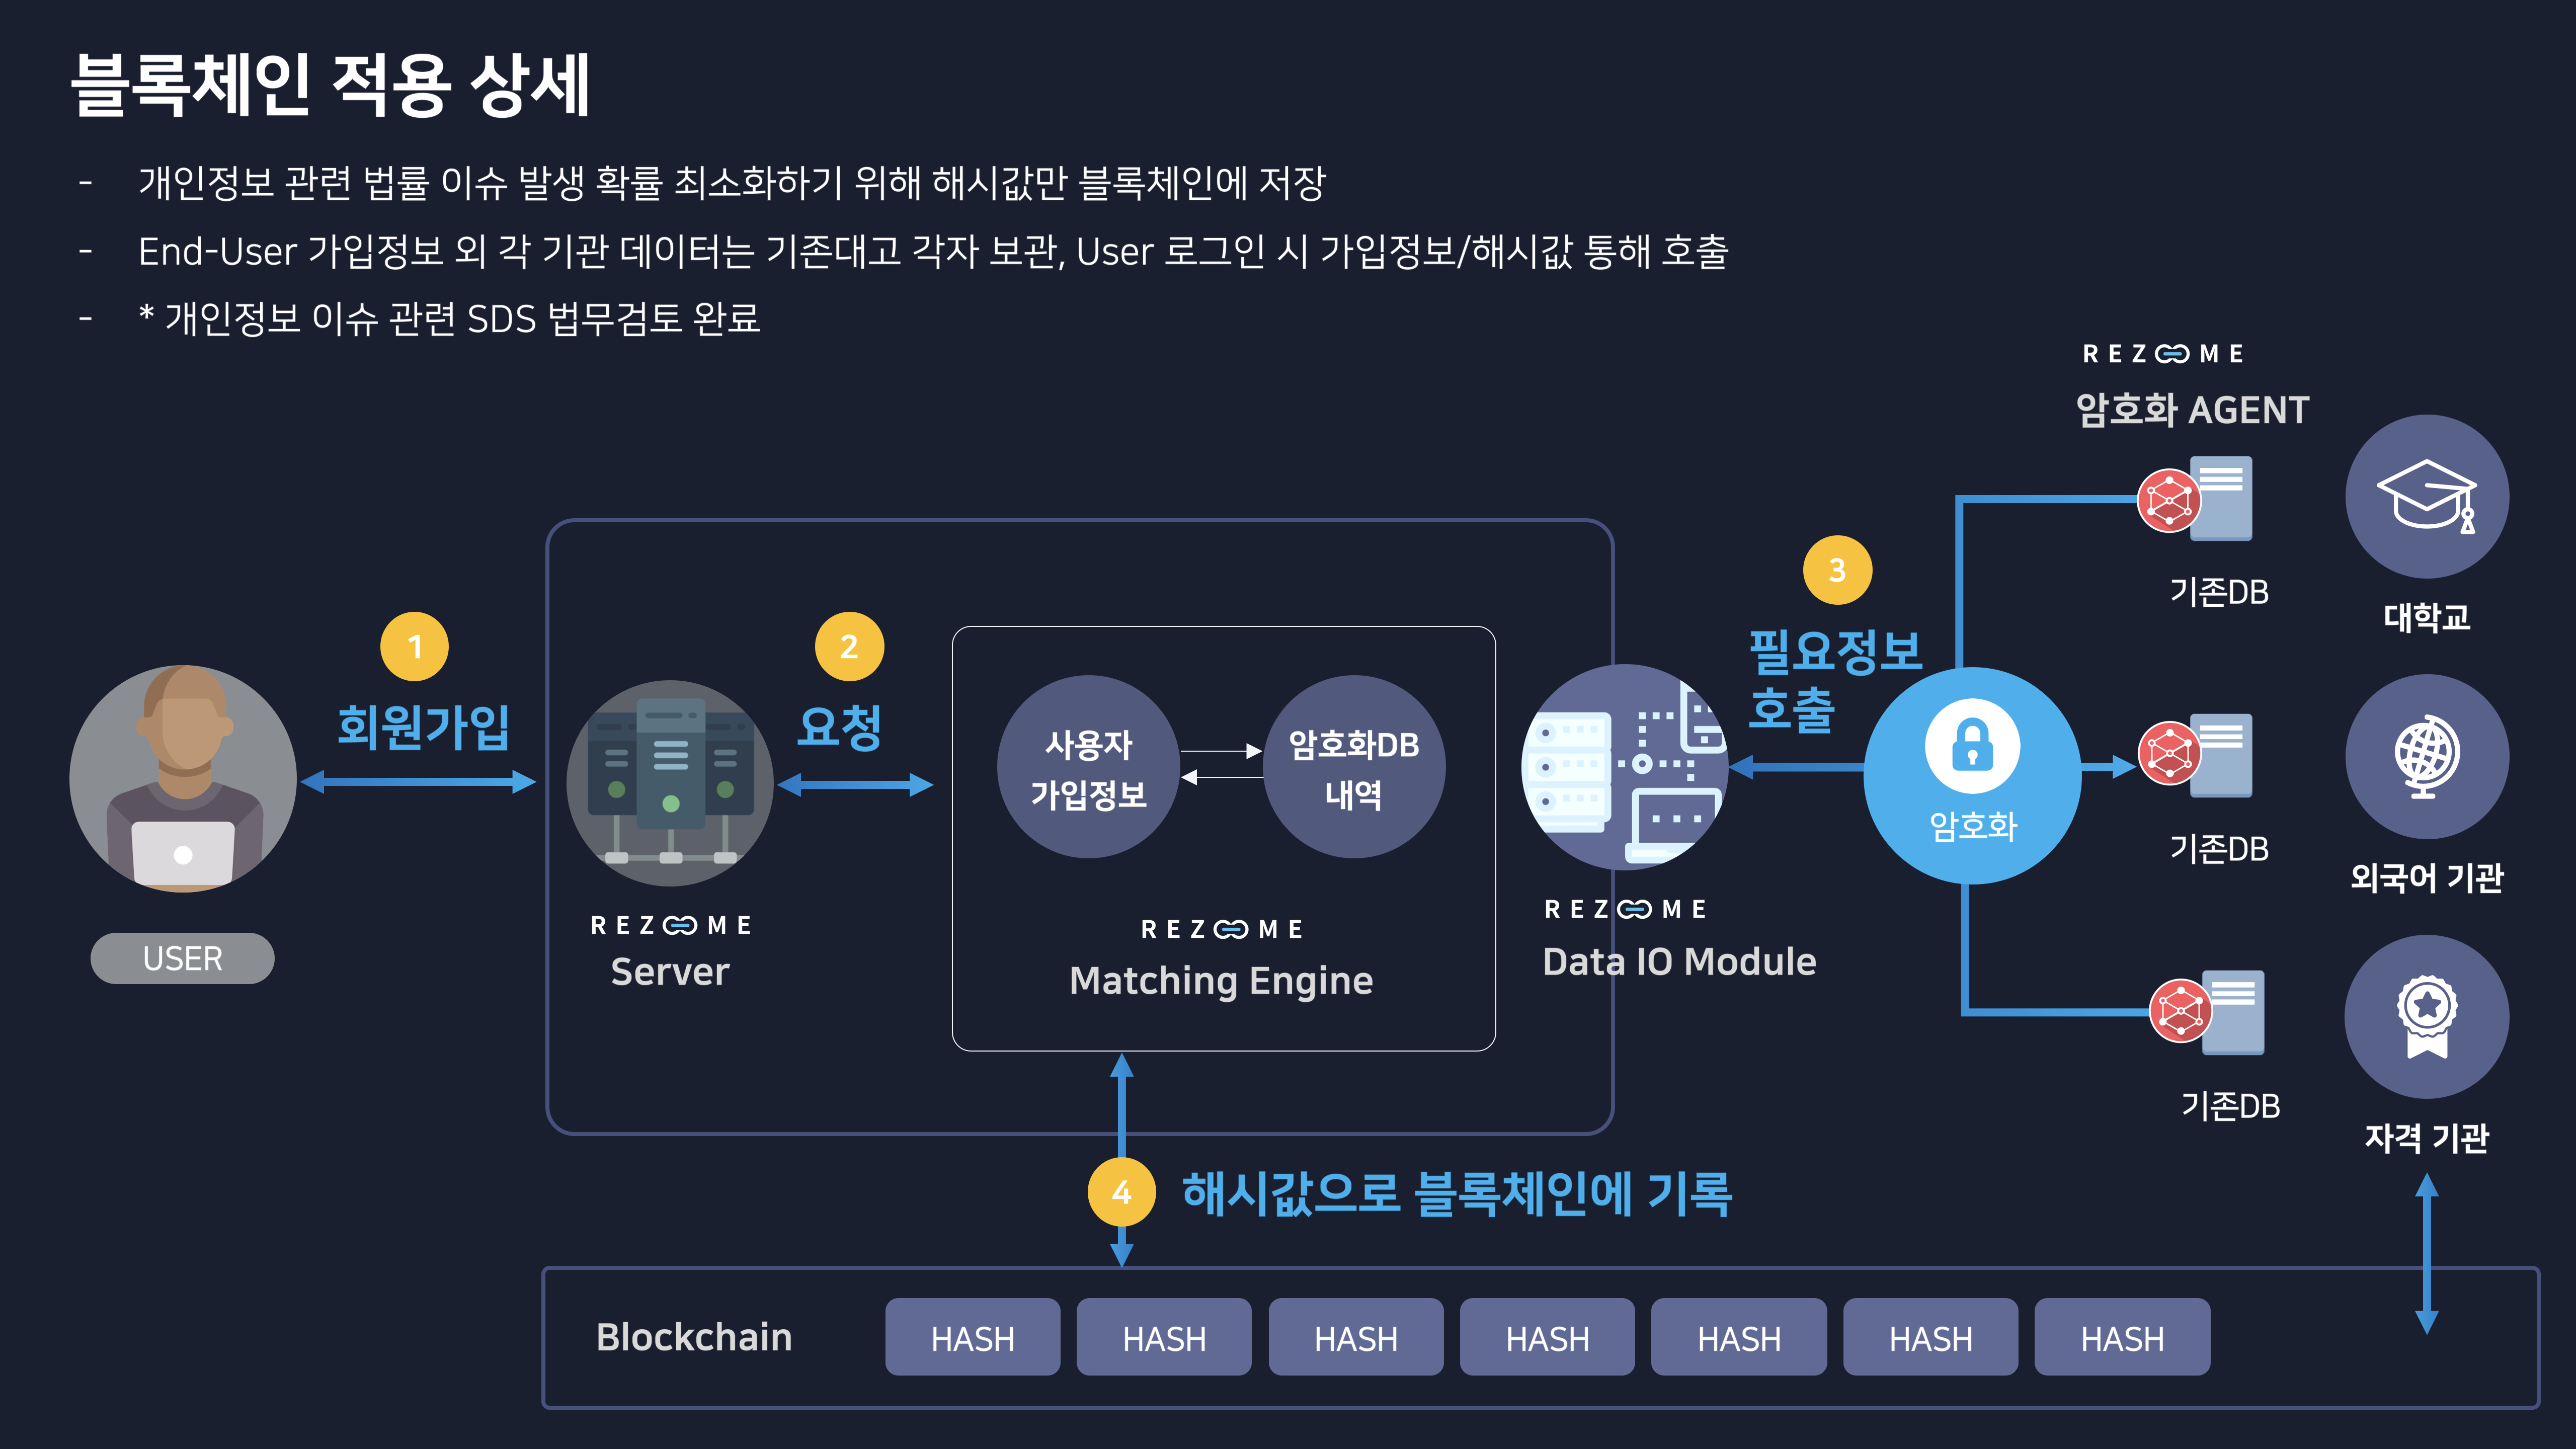 블록체인 적용 상세
- 개인정보 관련 법률 이슈 발생 확률 최소화하기 위해 해시값만 블록체인에 저장
- End-User 가입정보 외 각 기관 데이터는 기존대고 각자 보관, User 로그인 시 가입정보/해시값 통해 호출
- * 개인정보 이슈 관련 SDS 법무검토 완료
REZOOME
암호화 AGENT
기존DB
대학교
1
회원가입
USER
2
요청
REZOOME
Server
사용자
가입정보
암호화DB
내역
REZOOME
Matching Engine
3
필요정보
호출
REZOOME
Data IO Module
암호화
기존DB
외국어 기관
기존DB
자격 기관
4
해시값으로 블록체인에 기록
Blockchain
HASH
HASH
HASH
HASH
HASH
HASH
HASH